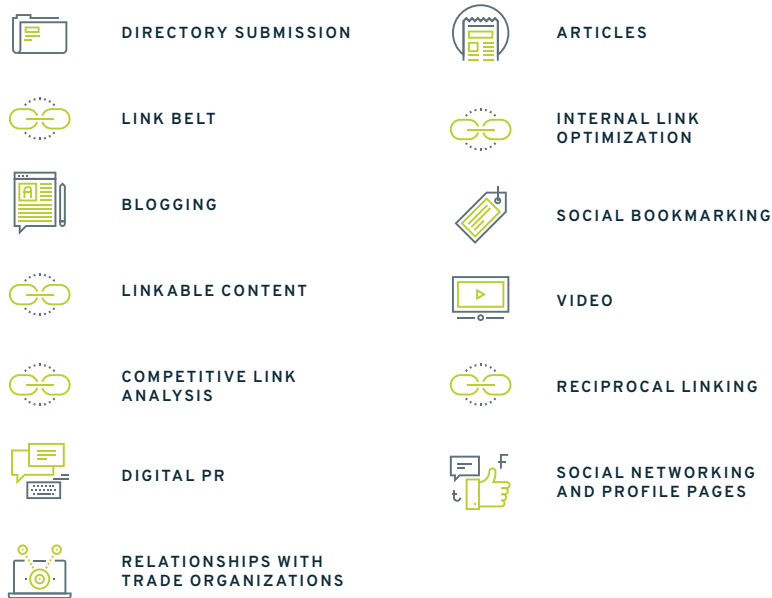 DIRECTORY SUBMISSION
LINK BELT
BLOGGING
LINKABLE CONTENT
COMPETITIVE LINK
ANALYSIS
DIGITAL PR
RELATIONSHIPS WITH
TRADE ORGANIZATIONS
ARTICLES
INTERNAL LINK
OPTIMIZATION
SOCIAL BOOKMARKING
VIDEO
RECIPROCAL LINKING
SOCIAL NETWORKING
AND PROFILE PAGES